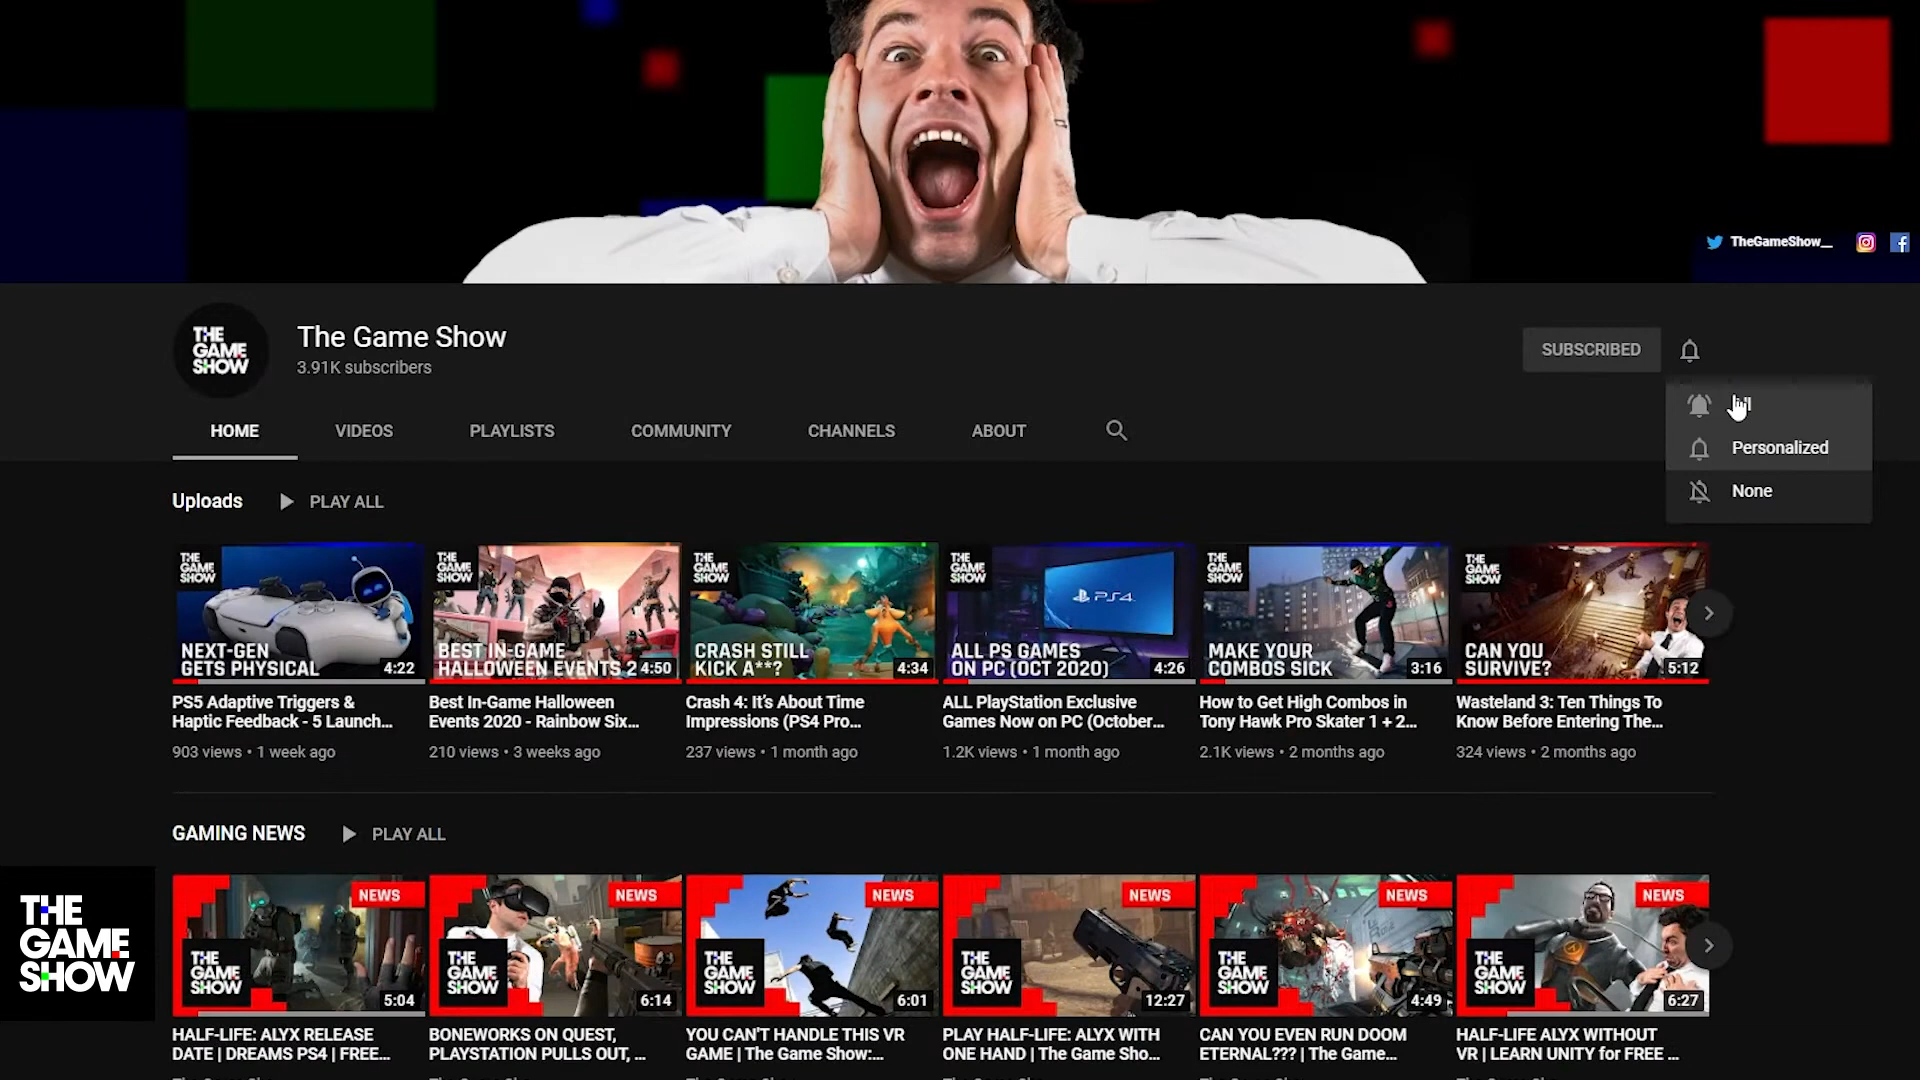 TheGameShow__
THE
GAME
SHOW
The Game Show
3.91K subscribers
SUBSCRIBED
HOME
VIDEOS
PLAYLISTS
COMMUNITY
CHANNELS
ABOUT
Personalized
None
Uploads
PLAY ALL
THE
GAME
SHOW
NEXT-GEN
GETS PHYSICAL
4:22
THE
GAME
SHOW
BEST IN-GAME
HALLOWEEN EVENTS 2
4:50
THE
GAME
SHOW
CRASH STILL
KICK A**?
4:34
THE
GAME
SHOW
PS4
ALL PS GAMES
ON PC (OCT 2020)
4:26
THE
GAME
SHOW
MAKE YOUR
COMBOS SICK
3:16
THE
GAME
SHOW
CAN YOU
SURVIVE?
5:12
PS5 Adaptive Triggers &
Haptic Feedback - 5 Launch...
903 views • 1 week ago
Best In-Game Halloween
Events 2020 - Rainbow Six...
210 views • 3 weeks ago
Crash 4: It's About Time
Impressions (PS4 Pro...
237 views • 1 month ago
ALL PlayStation Exclusive
Games Now on PC (October...
1.2K views • 1 month ago
How to Get High Combos in
Tony Hawk Pro Skater 1 + 2...
2.1K views • 2 months ago
Wasteland 3: Ten Things To
Know Before Entering The...
324 views • 2 months ago
GAMING NEWS
PLAY ALL
THE
GAME
SHOW
NEWS
THE
GAME
SHOW
5:04
NEWS
THE
GAME
SHOW
6:14
NEWS
THE
GAME
SHOW
6:01
NEWS
THE
GAME
SHOW
12:27
NEWS
THE
GAME
SHOW
4:49
NEWS
THE
GAME
SHOW
6:27
HALF-LIFE: ALYX RELEASE
DATE | DREAMS PS4 | FREE...
BONEWORKS ON QUEST,
PLAYSTATION PULLS OUT, ...
YOU CAN'T HANDLE THIS VR
GAME | The Game Show:...
PLAY HALF-LIFE: ALYX WITH
ONE HAND | The Game Sho...
CAN YOU EVEN RUN DOOM
ETERNAL??? | The Game...
HALF-LIFE ALYX WITHOUT
VR | LEARN UNITY for FREE ...